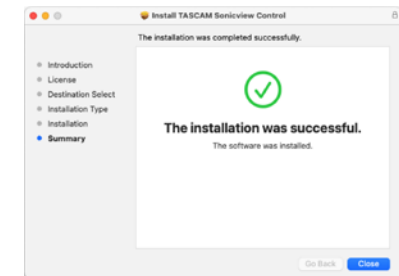 Install TASCAM Sonicview Control
The installation was completed successfully.
Introduction
License
Destination Select
Installation Type
Installation
Summary
The installation was successful.
The software was installed.
Go Back
Close